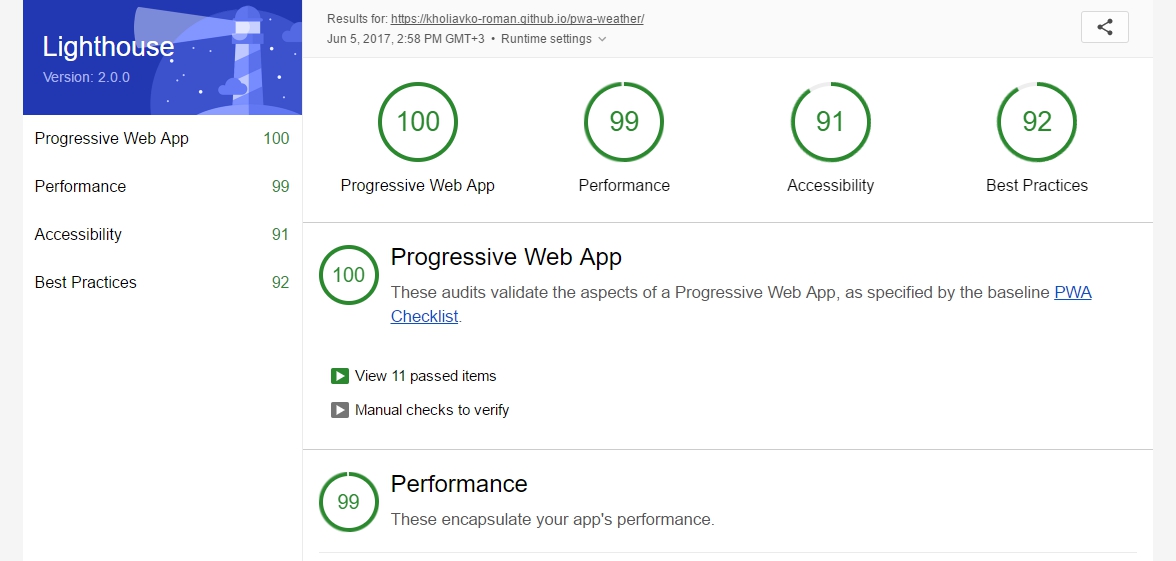 Lighthouse
Version: 2.0.0
Progressive Web App 100
Performance 99
Accessibility 91
Best Practices 92
Results for: https://kholiavko-roman.github.io/pwa-weather/
Jun 5, 2017, 2:58 PM GMT+3 • Runtime settings
100 99 91 92
Progressive Web App Performance Accessibility Best Practices
100
Progressive Web App
These audits validate the aspects of a Progressive Web App, as specified by the baseline PWA
Checklist.
View 11 passed items
Manual checks to verify
99
Performance
These encapsulate your app's performance.